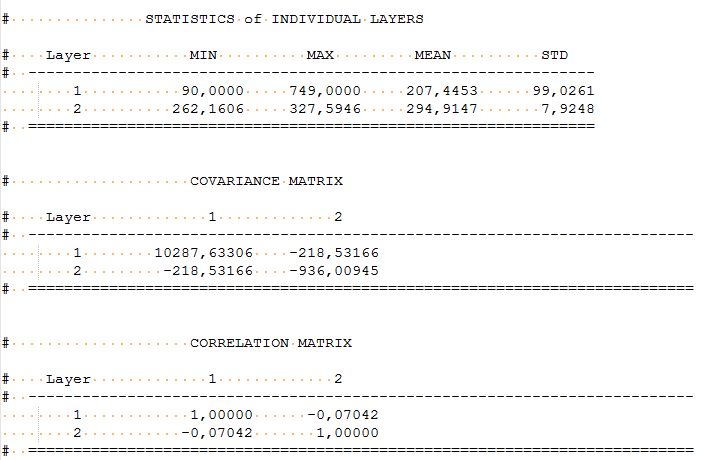 # STATISTICS of INDIVIDUAL LAYERS
# Layer MIN MAX MEAN STD
# ---------------------------------------------------------------
1 90,0000 749,0000 207,4453 99,0261
2 262,1606 327,5946 294,9147 7,9248
# ===============================================================
# COVARIANCE MATRIX
# Layer 1 2
# --------------------------------------------------------------------------
1 10287,63306 -218,53166
2 -218,53166 -936,00945
# ==========================================================================
# CORRELATION MATRIX
# Layer 1 2
# --------------------------------------------------------------------------
1 1,00000 -0,07042
2 -0,07042 1,00000
# ==========================================================================